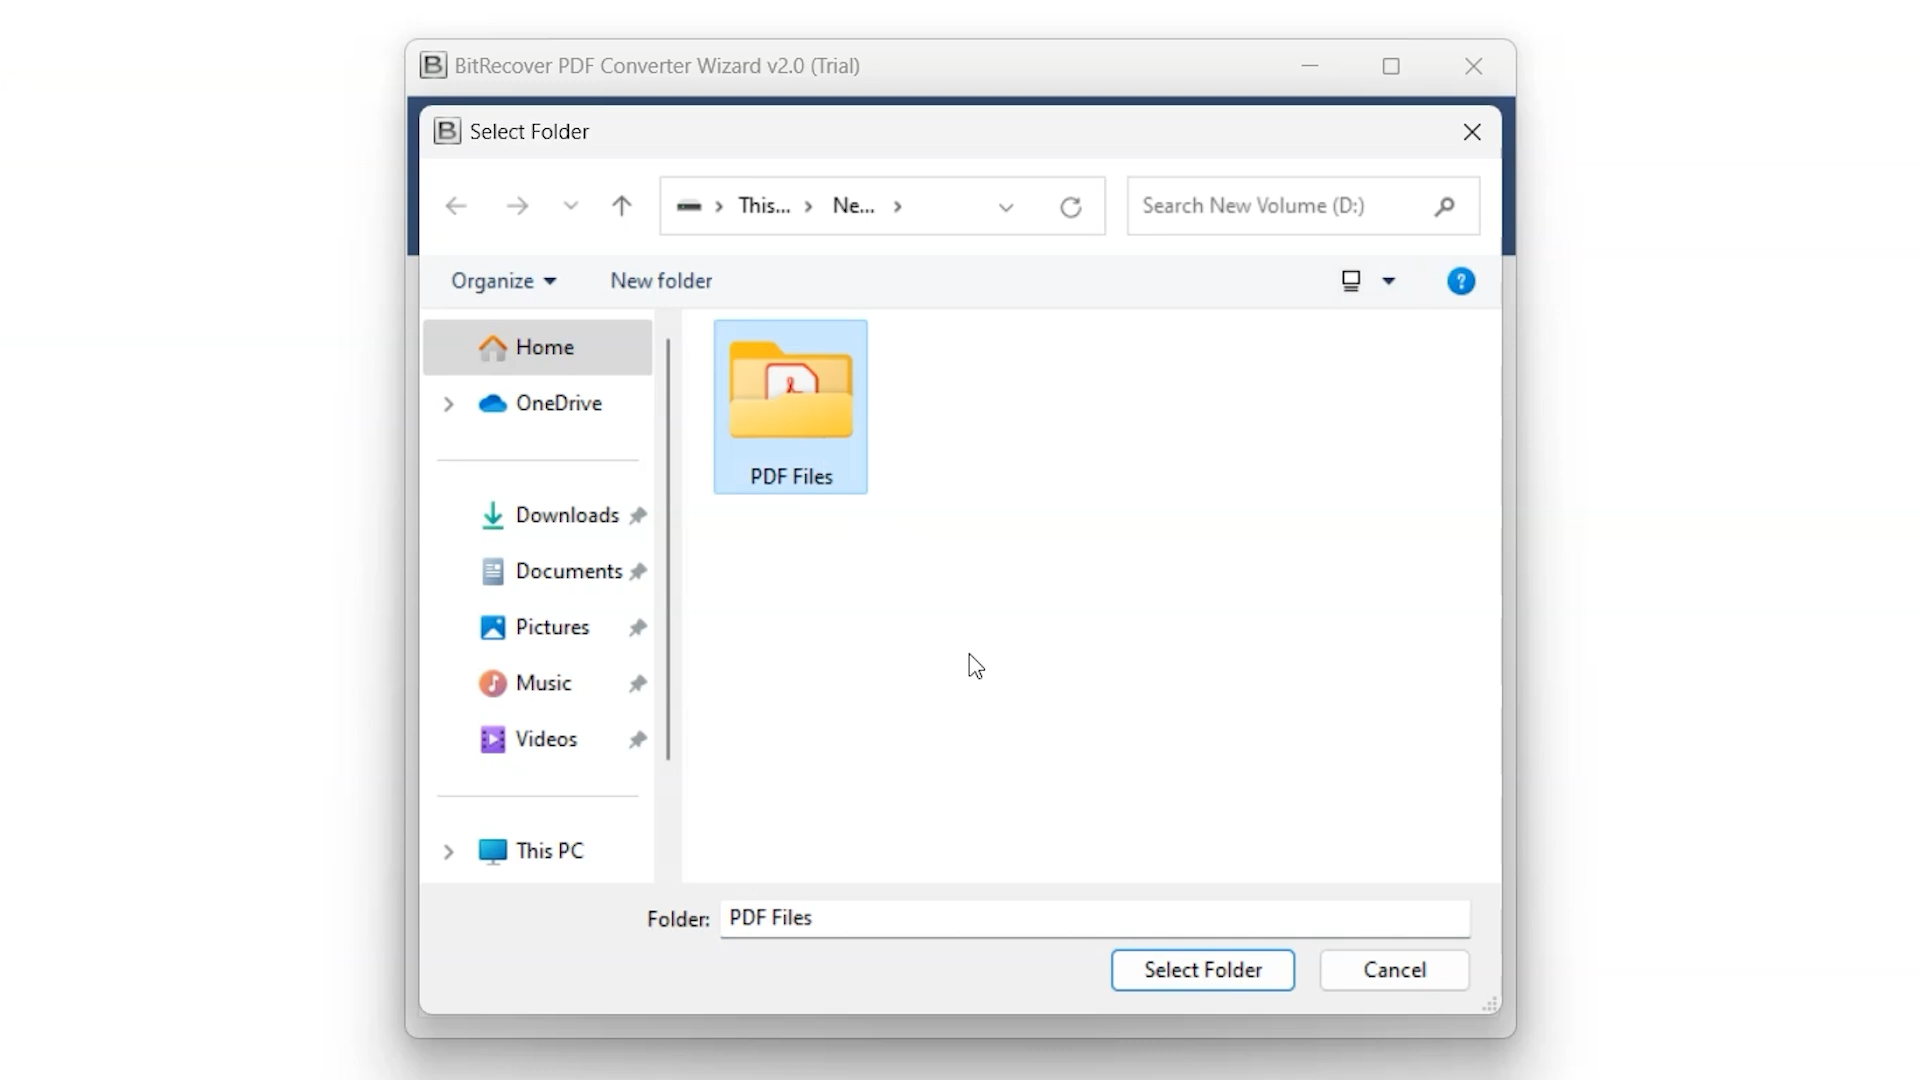 BitRecover PDF Converter Wizard v2.0 (Trial)
Select Folder
This... Ne...
Search New Volume (D:)
Organize
New folder
?
Home
OneDrive
Downloads
Documents
Pictures
Music
Videos
This PC
PDF Files
Folder: PDF Files
Select Folder
Cancel